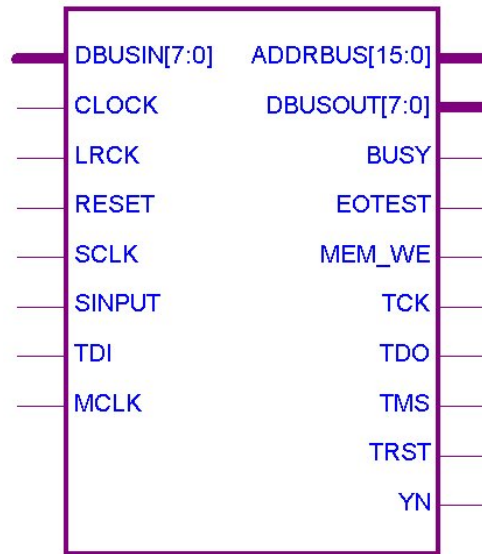 DBUSIN[7:0] ADDRBUS[15:0]
CLOCK DBUSOUT[7:0]
LRCK BUSY
RESET EOTEST
SCLK MEM_WE
SINPUT TCK
TDI TDO
MCLK TMS
TRST
YN